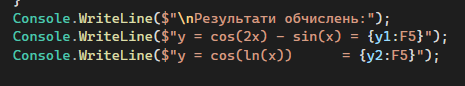 }
Console.WriteLine($"\nРезультати обчислень:");
Console.WriteLine($"y = cos(2x) - sin(x) = {y1:F5}");
Console.WriteLine($"y = cos(ln(x))      = {y2:F5}");